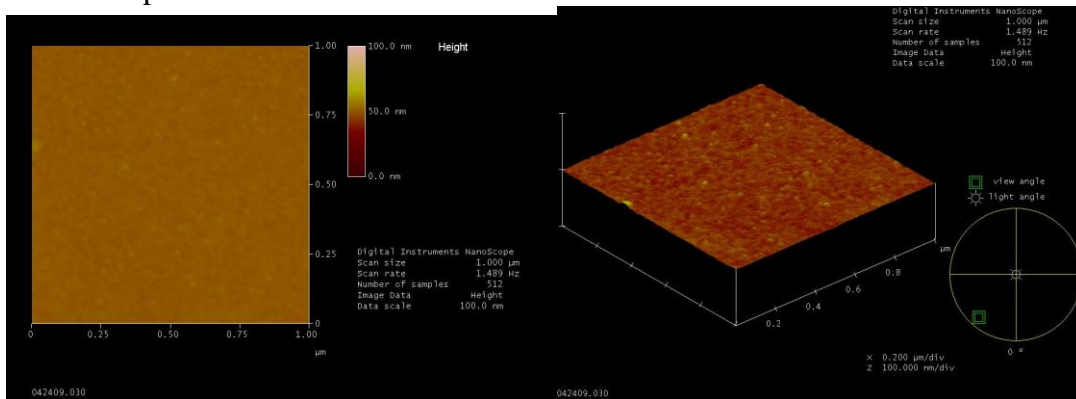 100.0 nm
Height
50.0 nm
0.0 nm
1.00
0.75
0.50
0.25
0
0
0.25
0.50
0.75
1.00
µm
Digital Instruments NanoScope
Scan size 1.000 µm
Scan rate 1.489 Hz
Number of samples 512
Image Data Height
Data scale 100.0 nm
042409.030
Digital Instruments NanoScope
Scan size 1.000 µm
Scan rate 1.489 Hz
Number of samples 512
Image Data Height
Data scale 100.0 nm
view angle
light angle
µm
0.8
0.6
0.4
0.2
0 °
X 0.200 µm/div
Z 100.000 nm/div
042409.030